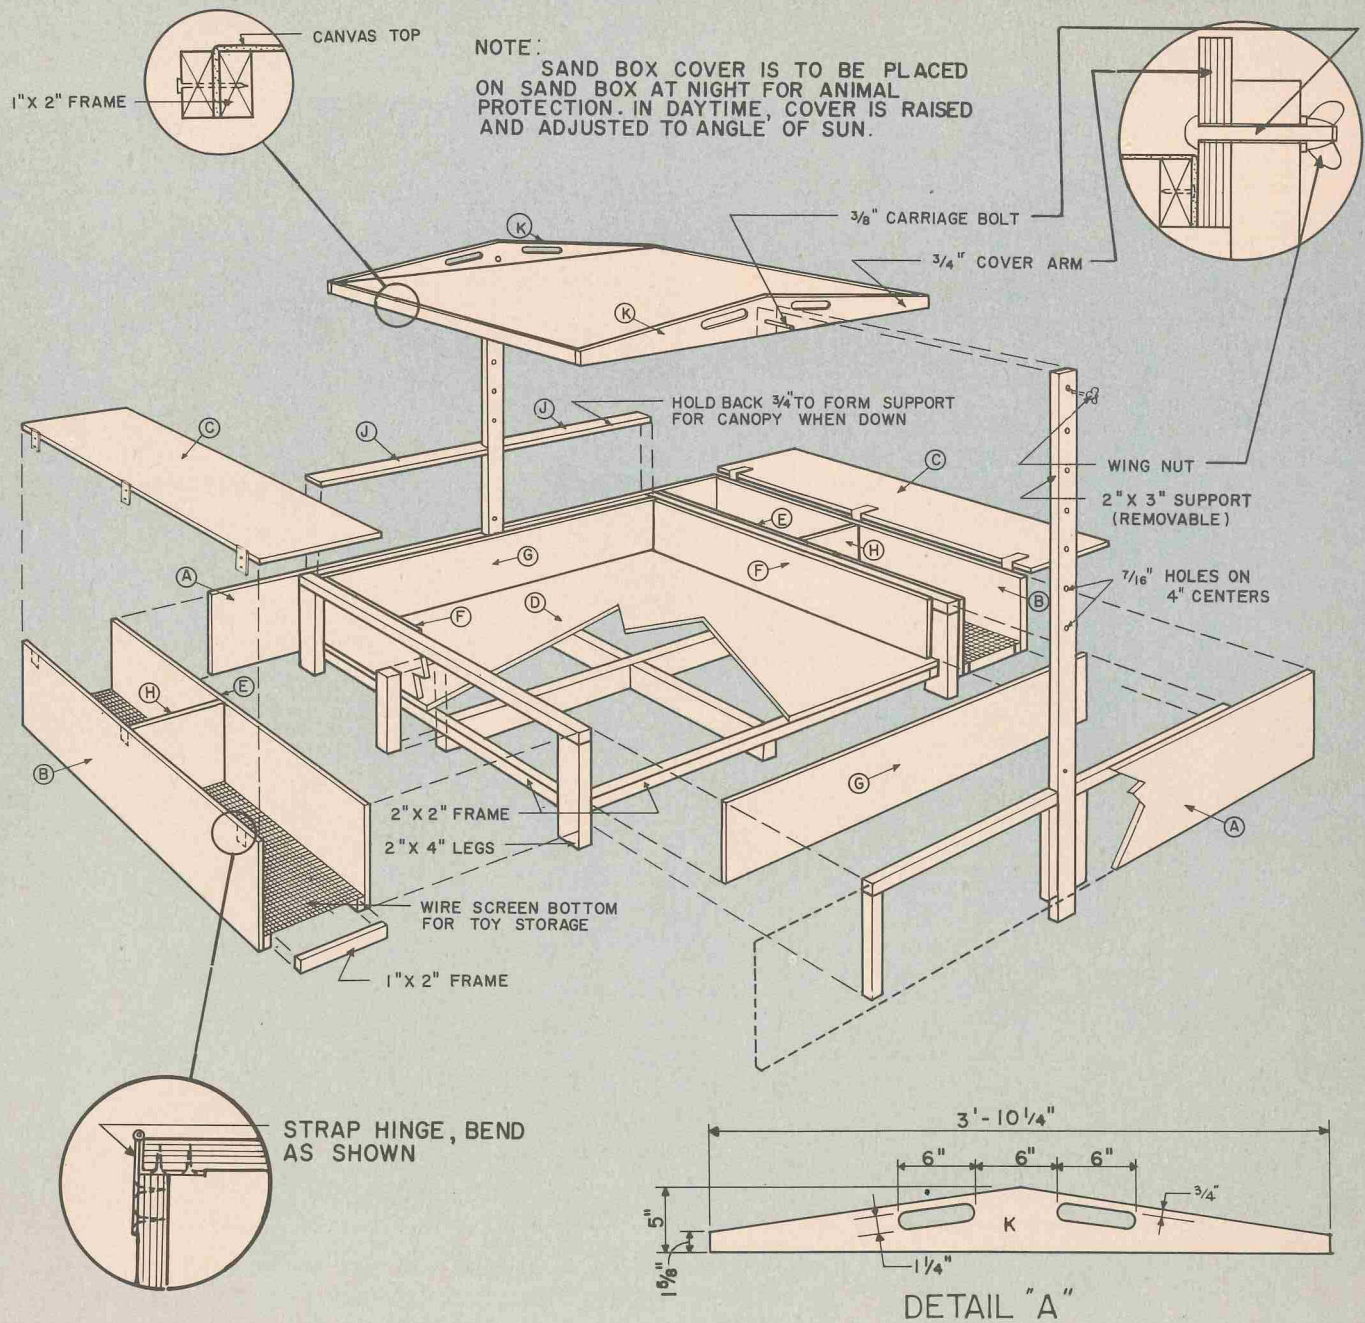 CANVAS TOP
1" X 2" FRAME
NOTE:
SAND BOX COVER IS TO BE PLACED
ON SAND BOX AT NIGHT FOR ANIMAL
PROTECTION. IN DAYTIME, COVER IS RAISED
AND ADJUSTED TO ANGLE OF SUN.
3/8" CARRIAGE BOLT
3/4" COVER ARM
K
K
HOLD BACK 3/4" TO FORM SUPPORT
FOR CANOPY WHEN DOWN
J
J
C
C
WING NUT
2" X 3" SUPPORT
(REMOVABLE)
7/16" HOLES ON
4" CENTERS
E
H
G
F
B
A
D
F
E
H
B
G
A
2" X 2" FRAME
2" X 4" LEGS
WIRE SCREEN BOTTOM
FOR TOY STORAGE
1" X 2" FRAME
STRAP HINGE, BEND
AS SHOWN
3'-10 1/4"
6" 6" 6"
3/4"
5"
1 5/8"
K
1 1/4"
DETAIL "A"